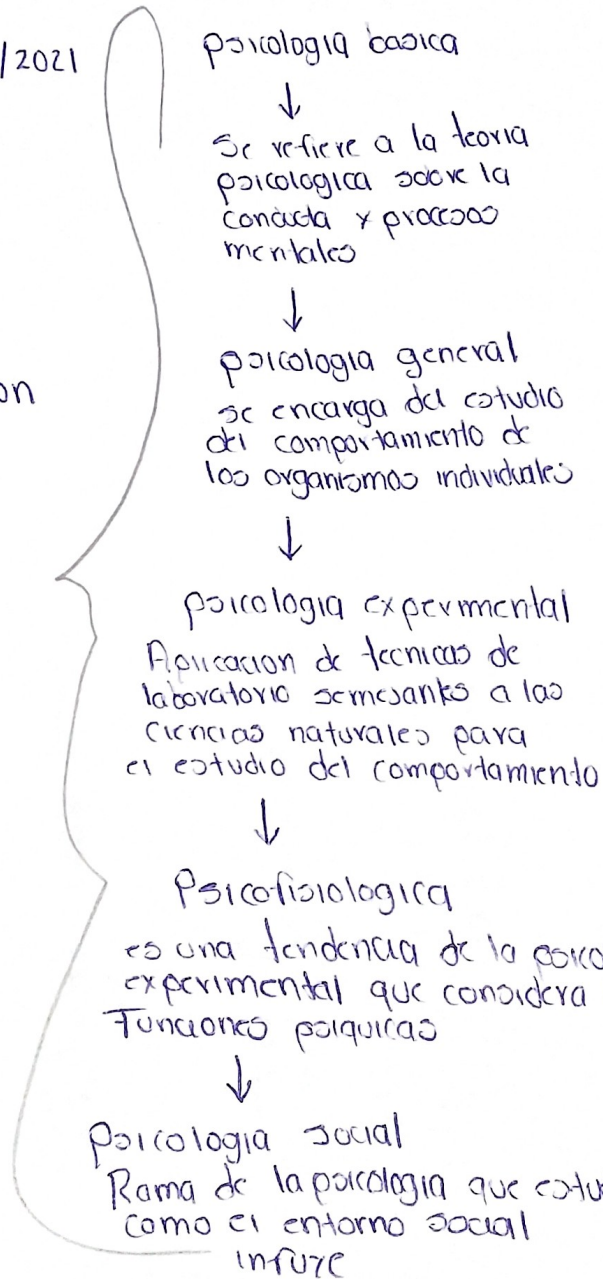 /2021
on
psicologia basica
Se refiere a la teoria
psicologica sobre la
conducta y procesos
mentales
psicologia general
se encarga del estudio
del comportamiento de
los organismos individuales
psicologia experimental
Aplicacion de tecnicas de
laboratorio semejantes a las
ciencias naturales para
el estudio del comportamiento
Psicofisiologica
es una tendencia de la psico
experimental que considera
Funciones psiquicas
Psicologia social
Rama de la psicologia que estu
como el entorno social
infuye